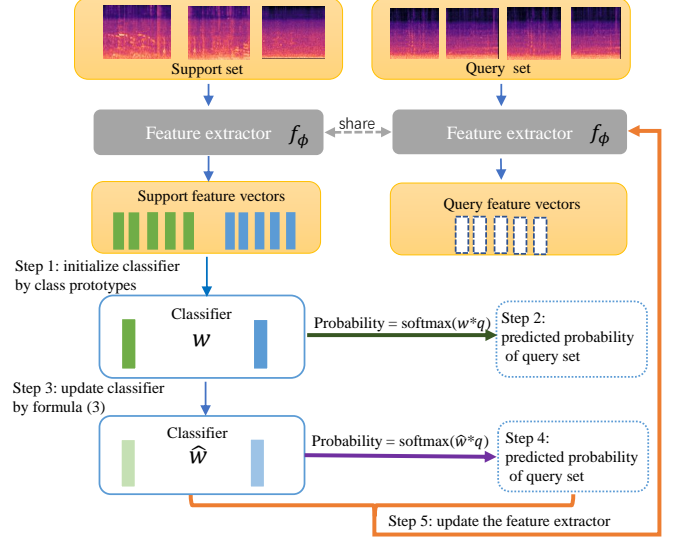 Support set
Query set
Feature extractor fϕ
share
Feature extractor fϕ
Support feature vectors
Query feature vectors
Step 1: initialize classifier
by class prototypes
Classifier
w
Probability = softmax(w*q)
Step 2:
predicted probability
of query set
Step 3: update classifier
by formula (3)
Classifier
ŵ
Probability = softmax(ŵ*q)
Step 4:
predicted probability
of query set
Step 5: update the feature extractor